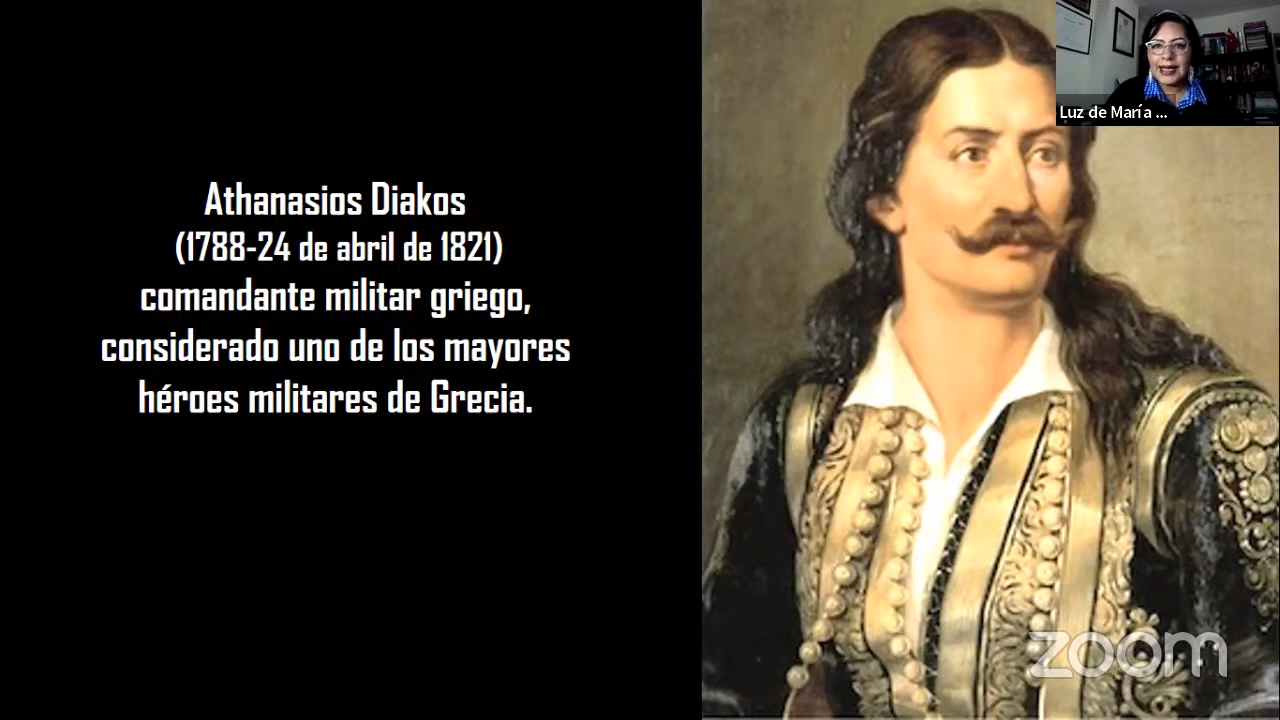 Athanasios Diakos
(1788-24 de abril de 1821)
comandante militar griego,
considerado uno de los mayores
héroes militares de Grecia.
Luz de María ...
zoom